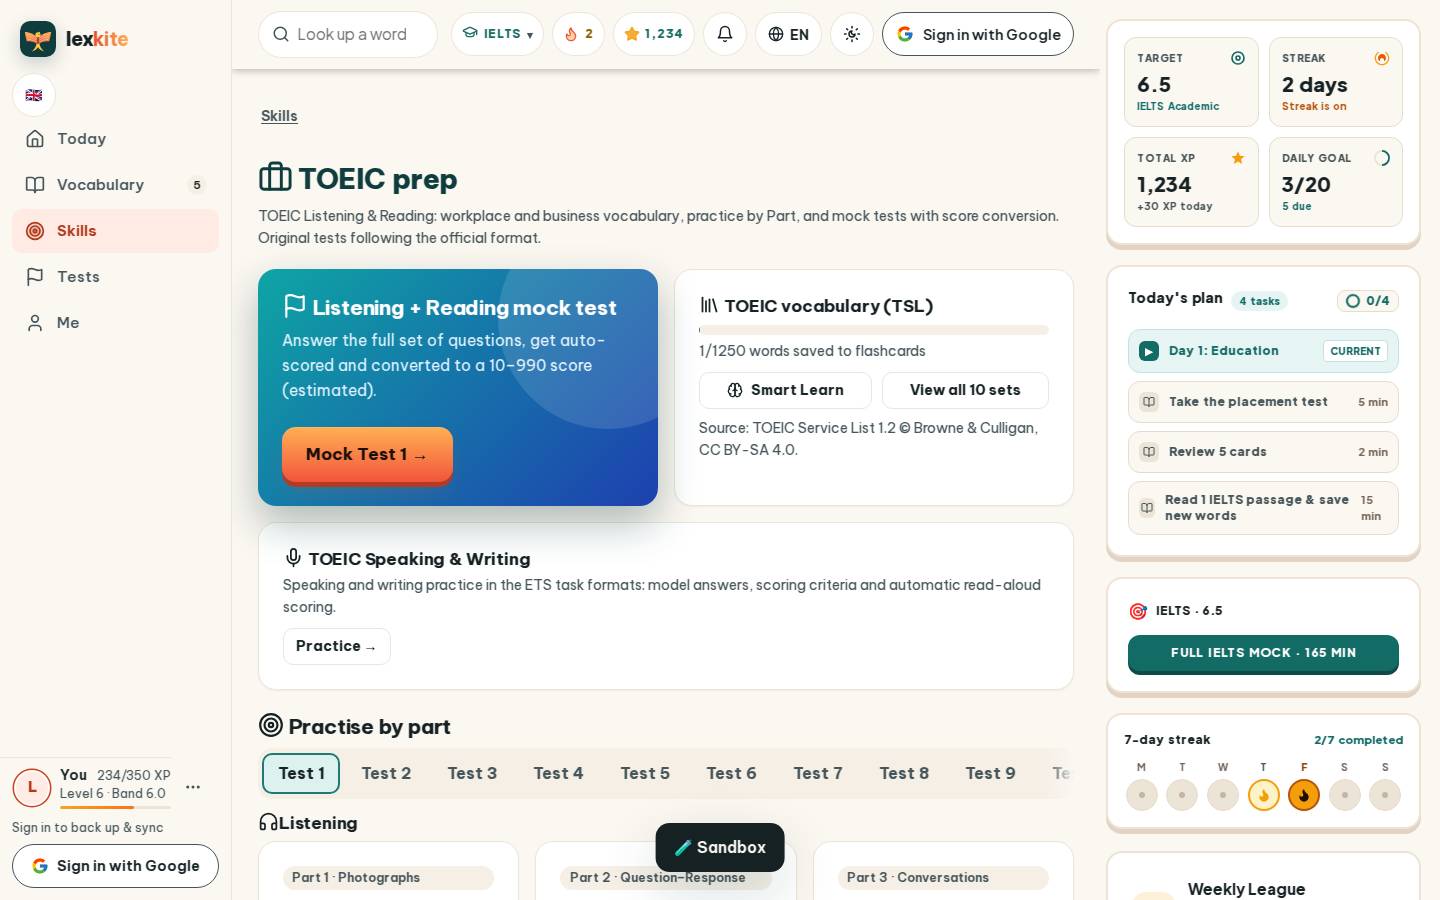 lexkite
Today
Vocabulary 5
Skills
Tests
Me
You 234/350 XP
L
Level 6 · Band 6.0
Sign in to back up & sync
Sign in with Google
Look up a word
IELTS
2
1,234
EN
Sign in with Google
Skills
TOEIC prep
TOEIC Listening & Reading: workplace and business vocabulary, practice by Part, and mock tests with score conversion.
Original tests following the official format.
Listening + Reading mock test
Answer the full set of questions, get auto-
scored and converted to a 10–990 score
(estimated).
Mock Test 1 →
TOEIC vocabulary (TSL)
1/1250 words saved to flashcards
Smart Learn
View all 10 sets
Source: TOEIC Service List 1.2 © Browne & Culligan,
CC BY-SA 4.0.
TOEIC Speaking & Writing
Speaking and writing practice in the ETS task formats: model answers, scoring criteria and automatic read-aloud
scoring.
Practice →
Practise by part
Test 1 Test 2 Test 3 Test 4 Test 5 Test 6 Test 7 Test 8 Test 9 Te
Listening
Part 1 · Photographs
Part 2 · Question–Response
Part 3 · Conversations
🧪 Sandbox
TARGET
6.5
IELTS Academic
STREAK
2 days
Streak is on
TOTAL XP
1,234
+30 XP today
DAILY GOAL
3/20
5 due
Today's plan 4 tasks 0/4
Day 1: Education CURRENT
Take the placement test 5 min
Review 5 cards 2 min
Read 1 IELTS passage & save 15
new words min
IELTS · 6.5
FULL IELTS MOCK · 165 MIN
7-day streak 2/7 completed
M T W T F S S
Weekly League